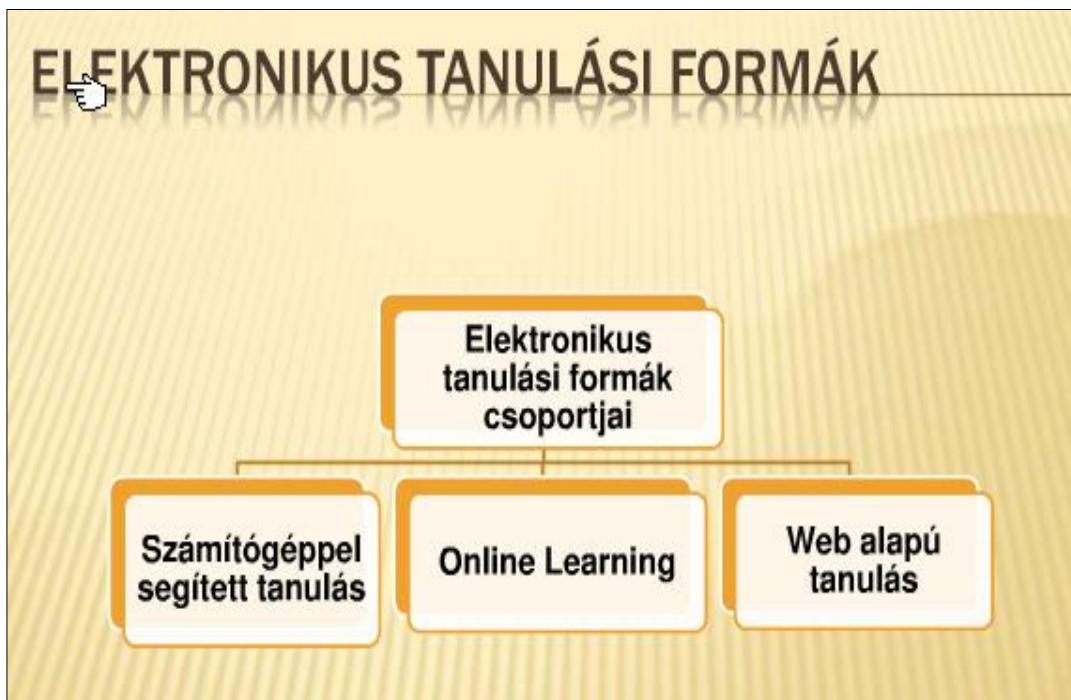 ELEKTRONIKUS TANULÁSI FORMÁK
Elektronikus
tanulási formák
csoportjai
Számítógéppel
segített tanulás
Online Learning
Web alapú
tanulás